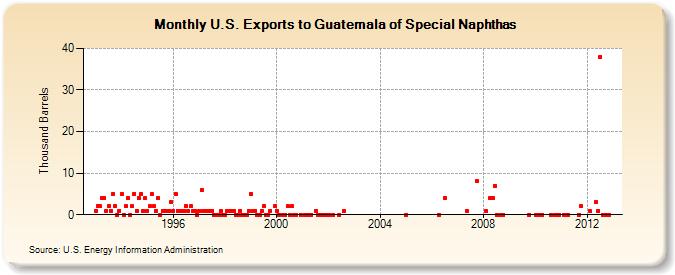 Monthly U.S. Exports to Guatemala of Special Naphthas
Thousand Barrels
40
30
20
10
0
1996 2000 2004 2008 2012
Source: U.S. Energy Information Administration